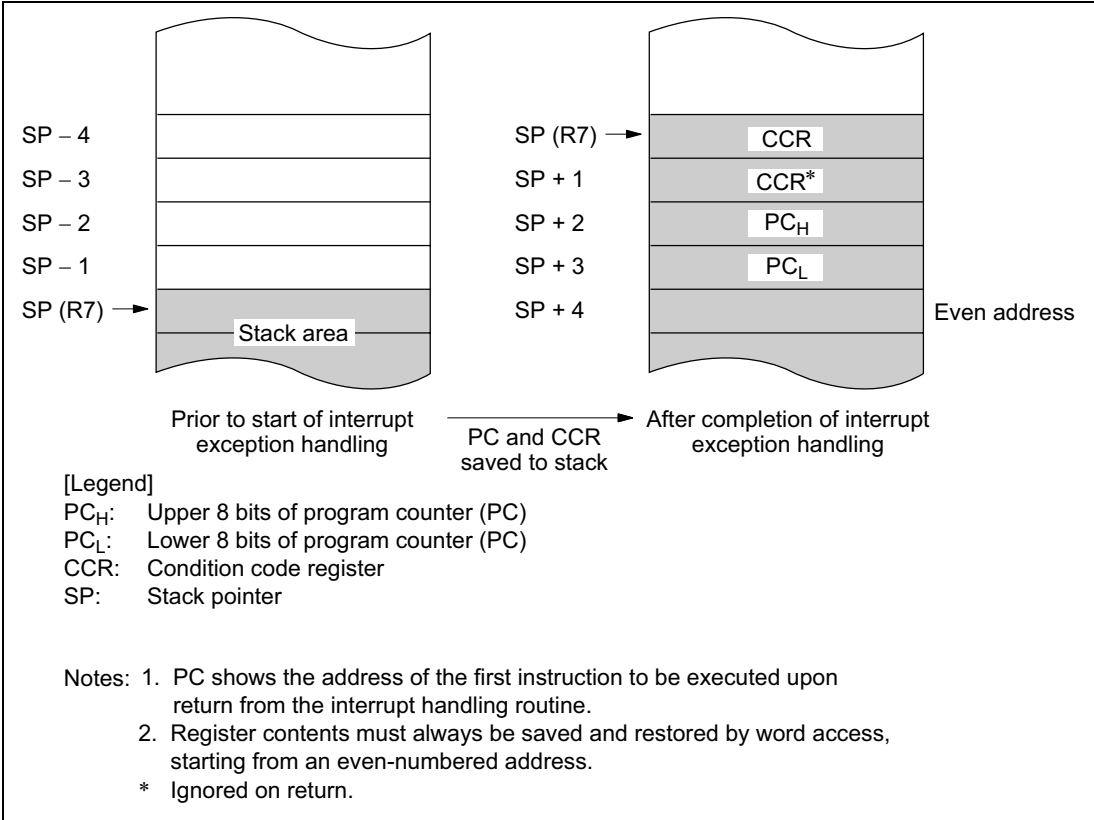 SP – 4
SP – 3
SP – 2
SP – 1
SP (R7)
Stack area
SP (R7)
SP + 1
SP + 2
SP + 3
SP + 4
CCR
CCR*
PCH
PCL
Even address
Prior to start of interrupt
exception handling
PC and CCR
saved to stack
After completion of interrupt
exception handling
[Legend]
PCH: Upper 8 bits of program counter (PC)
PCL: Lower 8 bits of program counter (PC)
CCR: Condition code register
SP: Stack pointer
Notes: 1. PC shows the address of the first instruction to be executed upon
return from the interrupt handling routine.
2. Register contents must always be saved and restored by word access,
starting from an even-numbered address.
* Ignored on return.